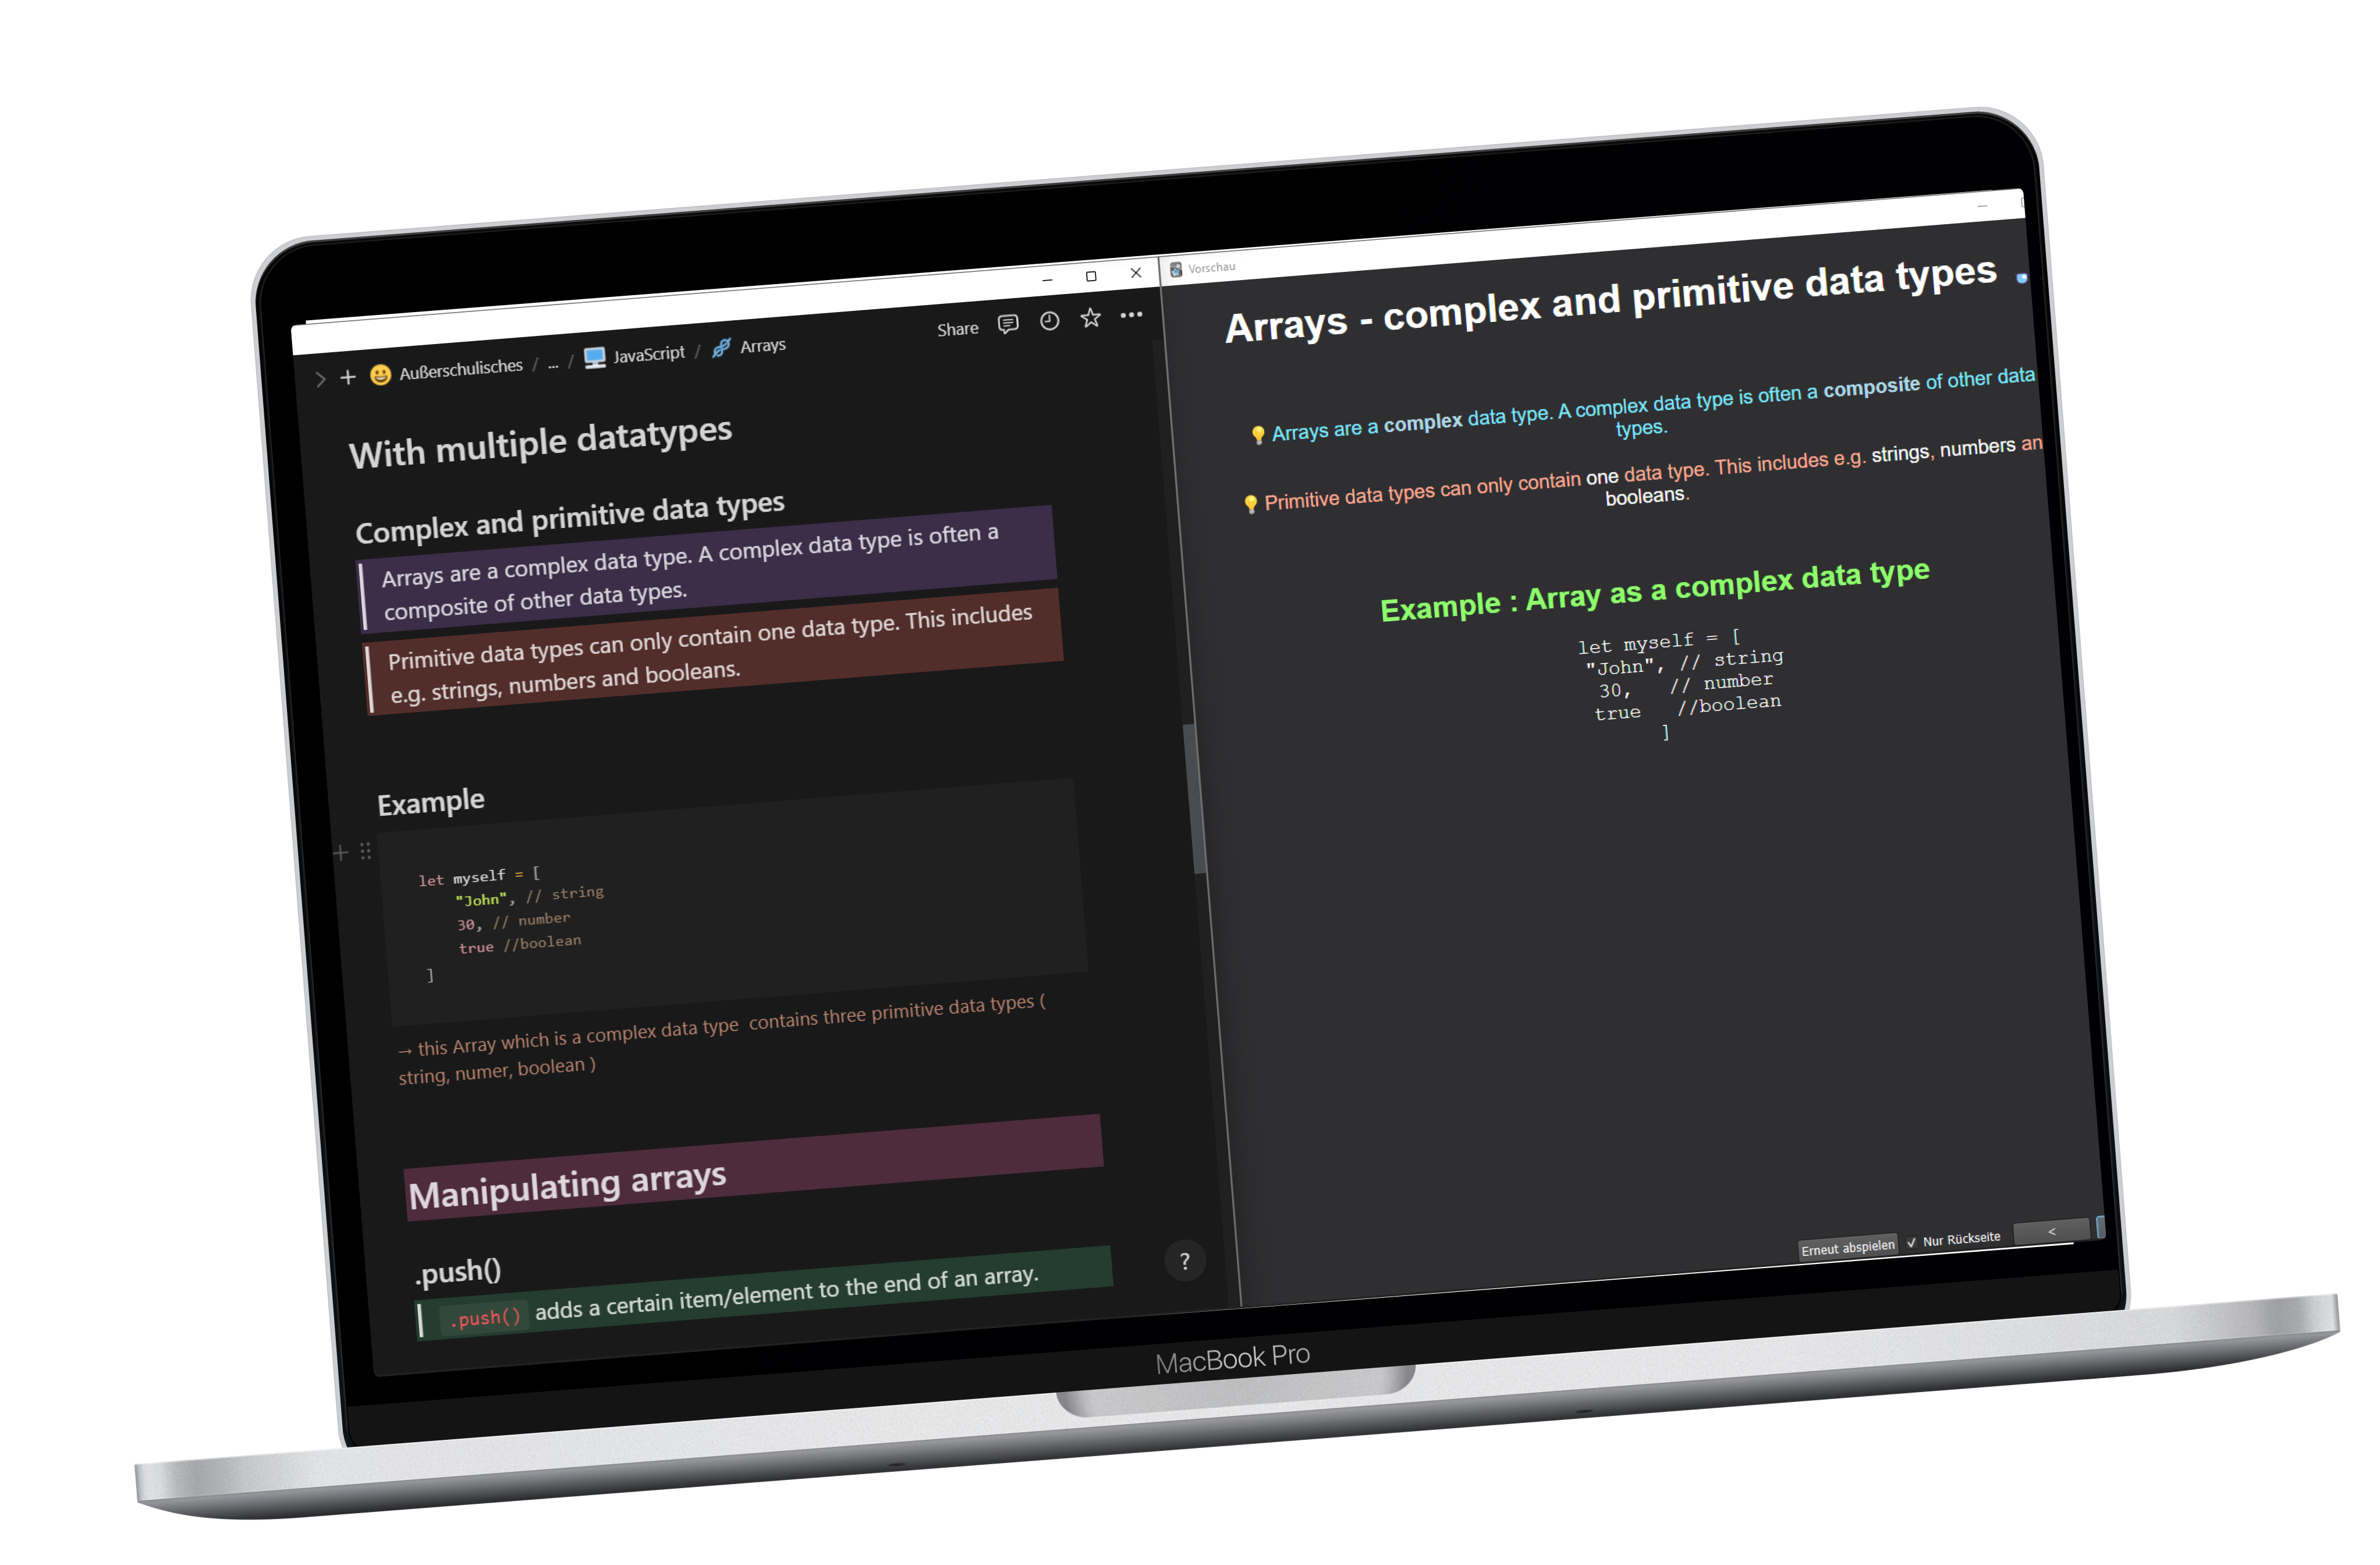 Außerschulisches / ... / JavaScript / Arrays
Share
With multiple datatypes
Complex and primitive data types
Arrays are a complex data type. A complex data type is often a
composite of other data types.
Primitive data types can only contain one data type. This includes
e.g. strings, numbers and booleans.
Example
let myself = [
"John", // string
30, // number
true //boolean
]
→ this Array which is a complex data type  contains three primitive data types (
string, numer, boolean )
Manipulating arrays
.push()
.push() adds a certain item/element to the end of an array.
?
Vorschau
Arrays - complex and primitive data types
Arrays are a complex data type. A complex data type is often a composite of other data
types.
Primitive data types can only contain one data type. This includes e.g. strings, numbers an
booleans.
Example : Array as a complex data type
let myself = [
"John", // string
30,   // number
true   //boolean
]
Erneut abspielen
Nur Rückseite
<
MacBook Pro